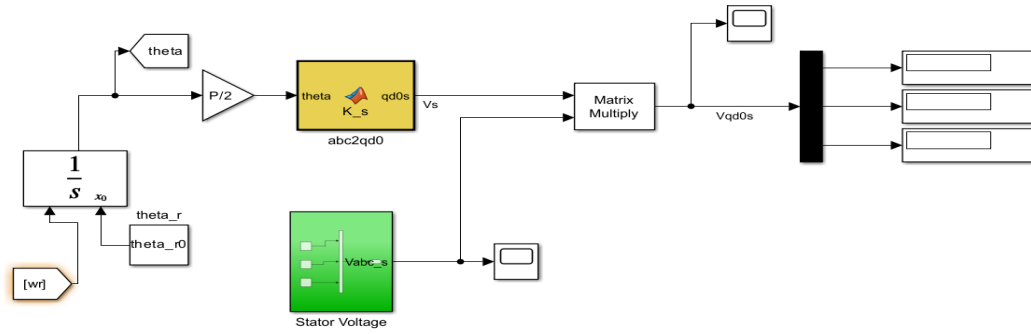 theta
P/2
theta
K_s
qd0s
Vs
abc2qd0
Matrix
Multiply
Vqd0s
1
s
x₀
theta_r
theta_r0
[wr]
Vabc_s
Stator Voltage